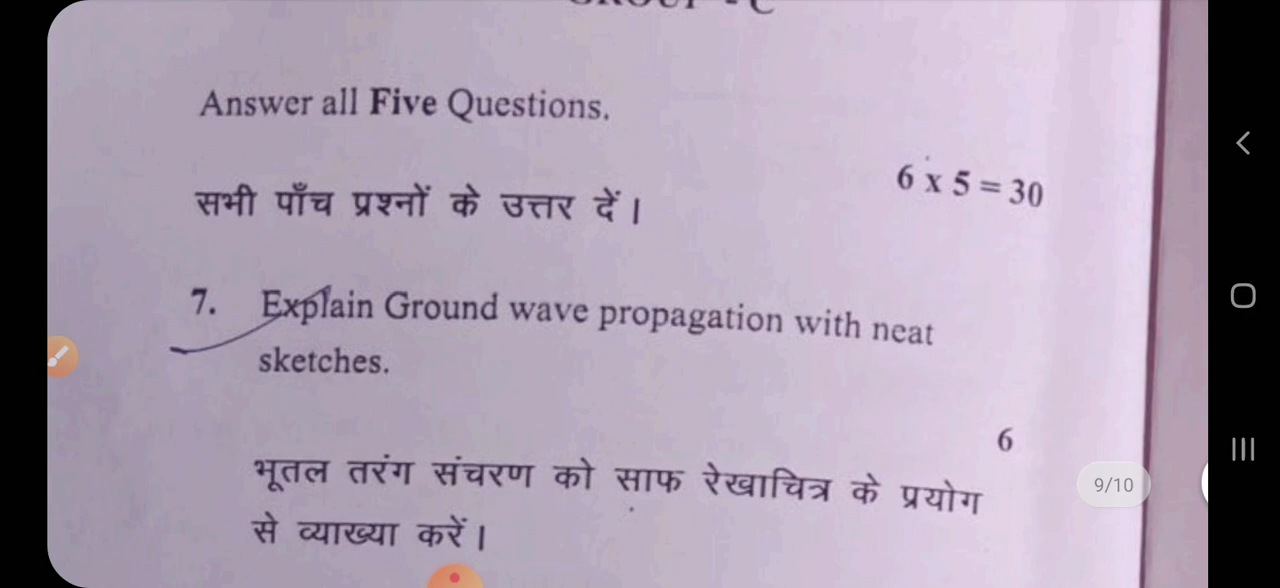 GROUP - C
Answer all Five Questions.
6 x 5 = 30
सभी पाँच प्रश्नों के उत्तर दें ।
7. Explain Ground wave propagation with neat
sketches.
6
भूतल तरंग संचरण को साफ रेखाचित्र के प्रयोग
से व्याख्या करें ।
9/10